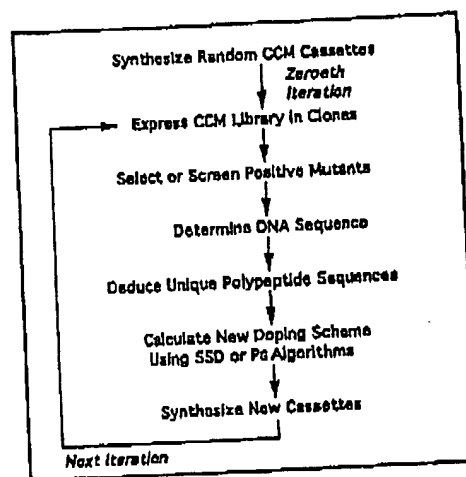 Synthesize Random CCM Cassettes
Zeroeth
Iteration
Express CCM Library in Clones
Select or Screen Positive Mutants
Determine DNA Sequence
Deduce Unique Polypeptide Sequences
Calculate New Doping Scheme
Using SSD or PG Algorithms
Synthesize New Cassettes
Next Iteration